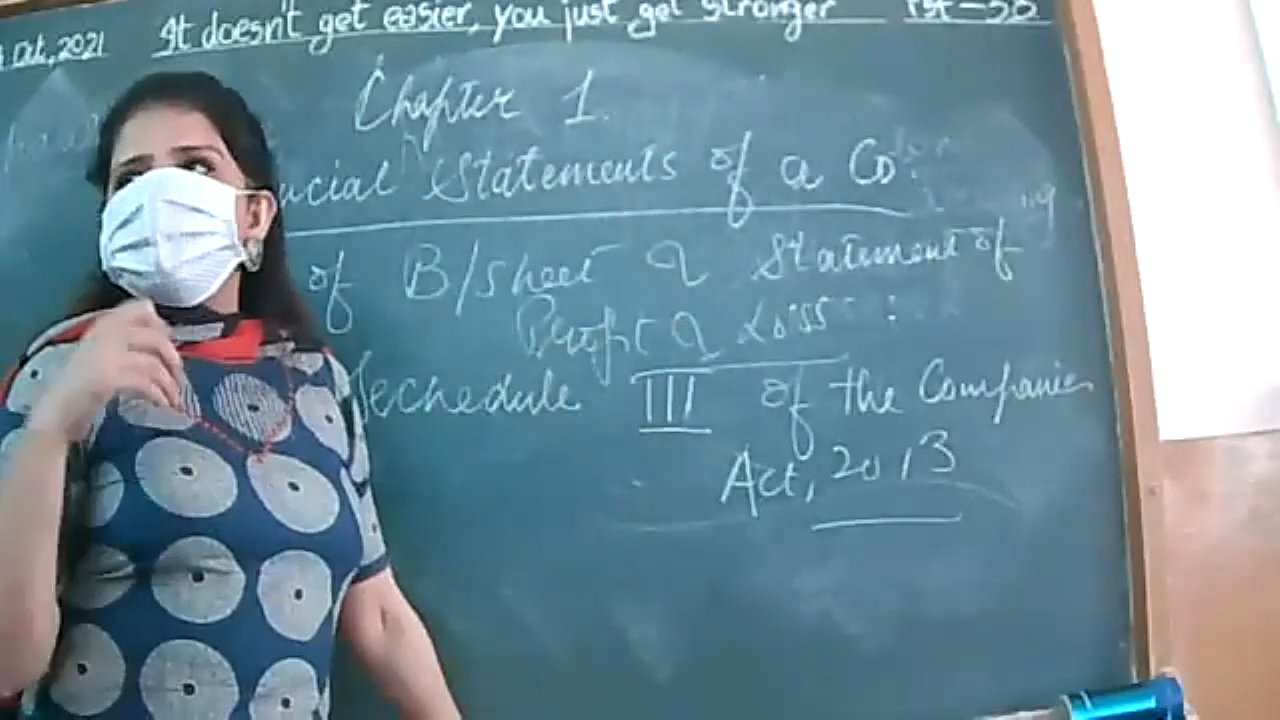 Oct, 2021 It doesn't get easier, you just get stronger
Chapter 1.
ncial Statements of a Co.
of B/Sheet & Statement of
Profit & Loss :
Schedule III of the Companies
Act, 2013